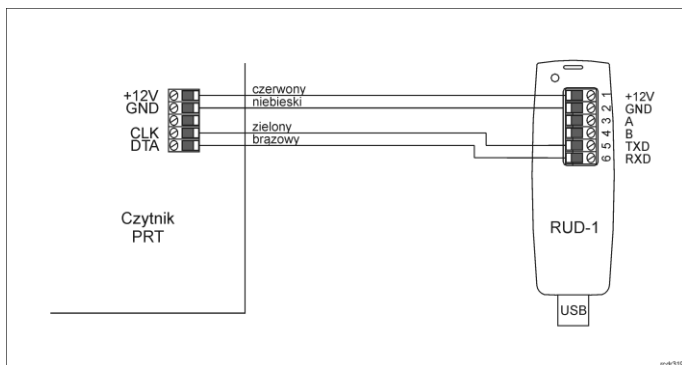 +12V
GND
CLK
DTA
Czytnik
PRT
czerwony
niebieski
zielony
brązowy
1 +12V
2 GND
3 A
4 B
5 TXD
6 RXD
RUD-1
USB